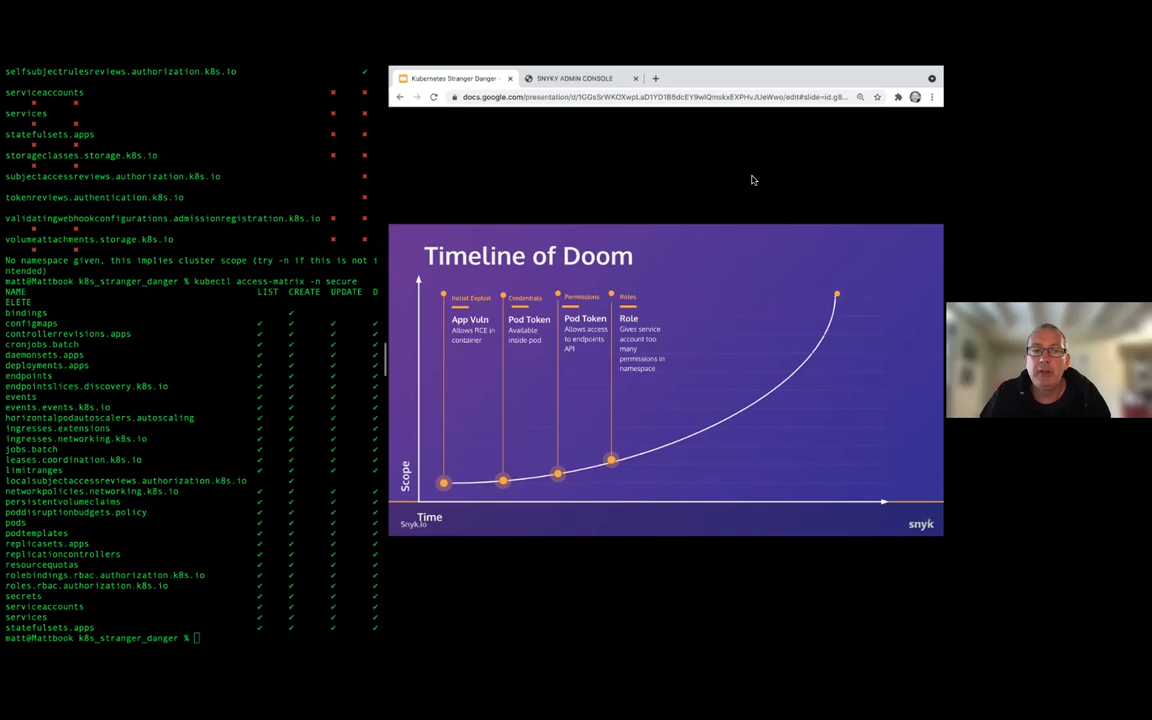 selfsubjectrulesreviews.authorization.k8s.io ✔
serviceaccounts ✖ ✖
✖ ✖
services ✖ ✖
✖ ✖
statefulsets.apps ✖ ✖
✖ ✖
storageclasses.storage.k8s.io ✖ ✖
✖ ✖
subjectaccessreviews.authorization.k8s.io ✖
tokenreviews.authentication.k8s.io ✖
validatingwebhookconfigurations.admissionregistration.k8s.io ✖ ✖
✖ ✖
volumeattachments.storage.k8s.io ✖ ✖
✖ ✖
No namespace given, this implies cluster scope (try -n if this is not i
ntended)
matt@Mattbook k8s_stranger_danger % kubectl access-matrix -n secure
NAME LIST CREATE UPDATE D
ELETE
bindings ✔
configmaps ✔ ✔ ✔ ✔
controllerrevisions.apps ✔ ✔ ✔ ✔
cronjobs.batch ✔ ✔ ✔ ✔
daemonsets.apps ✔ ✔ ✔ ✔
deployments.apps ✔ ✔ ✔ ✔
endpoints ✔ ✔ ✔ ✔
endpointslices.discovery.k8s.io ✔ ✔ ✔ ✔
events ✔ ✔ ✔ ✔
events.events.k8s.io ✔ ✔ ✔ ✔
horizontalpodautoscalers.autoscaling ✔ ✔ ✔ ✔
ingresses.extensions ✔ ✔ ✔ ✔
ingresses.networking.k8s.io ✔ ✔ ✔ ✔
jobs.batch ✔ ✔ ✔ ✔
leases.coordination.k8s.io ✔ ✔ ✔ ✔
limitranges ✔ ✔ ✔ ✔
localsubjectaccessreviews.authorization.k8s.io ✔
networkpolicies.networking.k8s.io ✔ ✔ ✔ ✔
persistentvolumeclaims ✔ ✔ ✔ ✔
poddisruptionbudgets.policy ✔ ✔ ✔ ✔
pods ✔ ✔ ✔ ✔
podtemplates ✔ ✔ ✔ ✔
replicasets.apps ✔ ✔ ✔ ✔
replicationcontrollers ✔ ✔ ✔ ✔
resourcequotas ✔ ✔ ✔ ✔
rolebindings.rbac.authorization.k8s.io ✔ ✔ ✔ ✔
roles.rbac.authorization.k8s.io ✔ ✔ ✔ ✔
secrets ✔ ✔ ✔ ✔
serviceaccounts ✔ ✔ ✔ ✔
services ✔ ✔ ✔ ✔
statefulsets.apps ✔ ✔ ✔ ✔
matt@Mattbook k8s_stranger_danger %
Kubernetes Stranger Danger -
SNYKY ADMIN CONSOLE
Timeline of Doom
Initial Exploit
App Vuln
Allows RCE in
container
Credentials
Pod Token
Available
inside pod
Permissions
Pod Token
Allows access
to endpoints
API
Roles
Role
Gives service
account too
many
permissions in
namespace
Scope
Time
Snyk.io
snyk